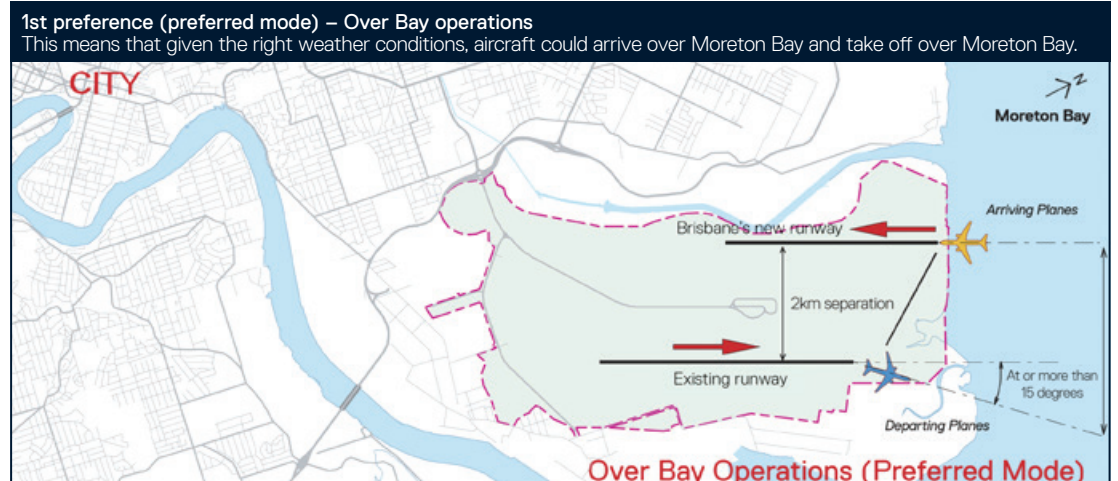 1st preference (preferred mode) – Over Bay operations
This means that given the right weather conditions, aircraft could arrive over Moreton Bay and take off over Moreton Bay.
CITY
N
Moreton Bay
Arriving Planes
Brisbane's new runway
2km separation
Existing runway
At or more than
15 degrees
Departing Planes
Over Bay Operations (Preferred Mode)